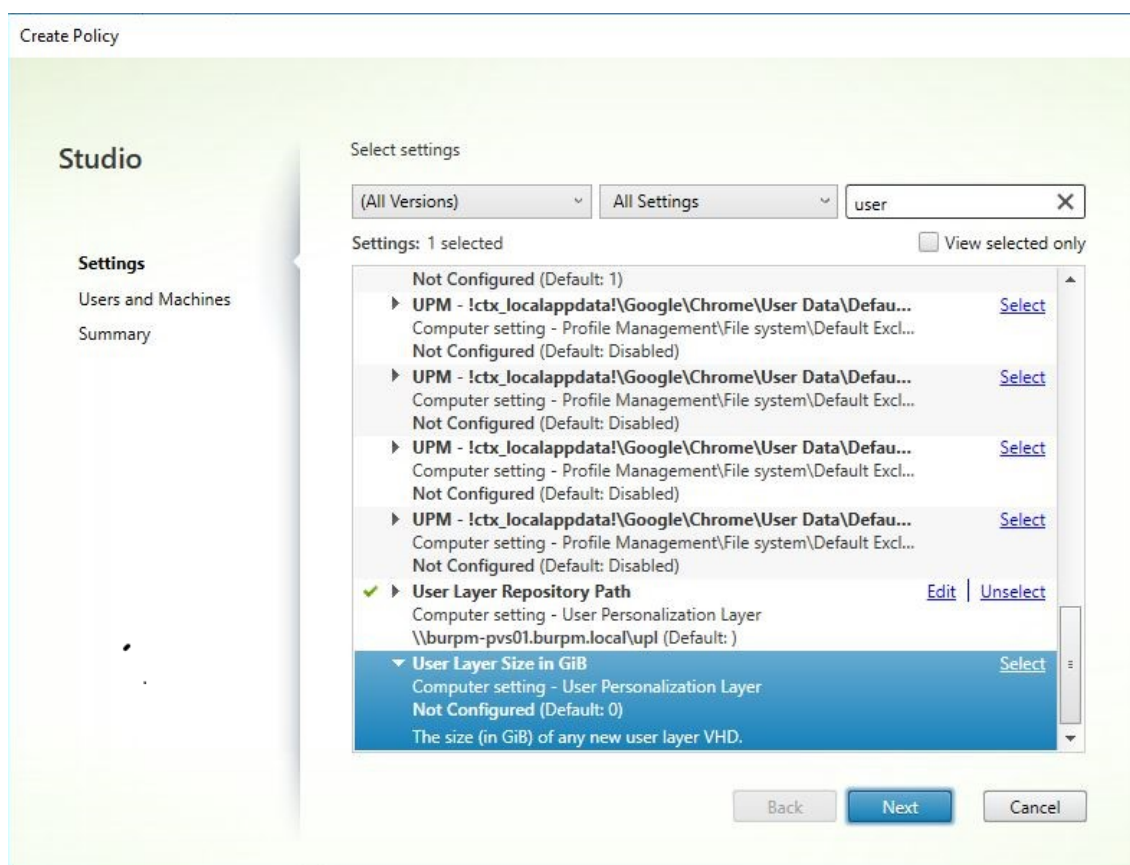 Create Policy
Studio
Settings
Users and Machines
Summary
Select settings
(All Versions) All Settings user
Settings: 1 selected View selected only
Not Configured (Default: 1)
UPM - !ctx_localappdata!\Google\Chrome\User Data\Defau... Select
Computer setting - Profile Management\File system\Default Excl...
Not Configured (Default: Disabled)
UPM - !ctx_localappdata!\Google\Chrome\User Data\Defau... Select
Computer setting - Profile Management\File system\Default Excl...
Not Configured (Default: Disabled)
UPM - !ctx_localappdata!\Google\Chrome\User Data\Defau... Select
Computer setting - Profile Management\File system\Default Excl...
Not Configured (Default: Disabled)
UPM - !ctx_localappdata!\Google\Chrome\User Data\Defau... Select
Computer setting - Profile Management\File system\Default Excl...
Not Configured (Default: Disabled)
User Layer Repository Path Edit | Unselect
Computer setting - User Personalization Layer
\\burpm-pvs01.burpm.local\upl (Default: )
User Layer Size in GiB Select
Computer setting - User Personalization Layer
Not Configured (Default: 0)
The size (in GiB) of any new user layer VHD.
Back Next Cancel